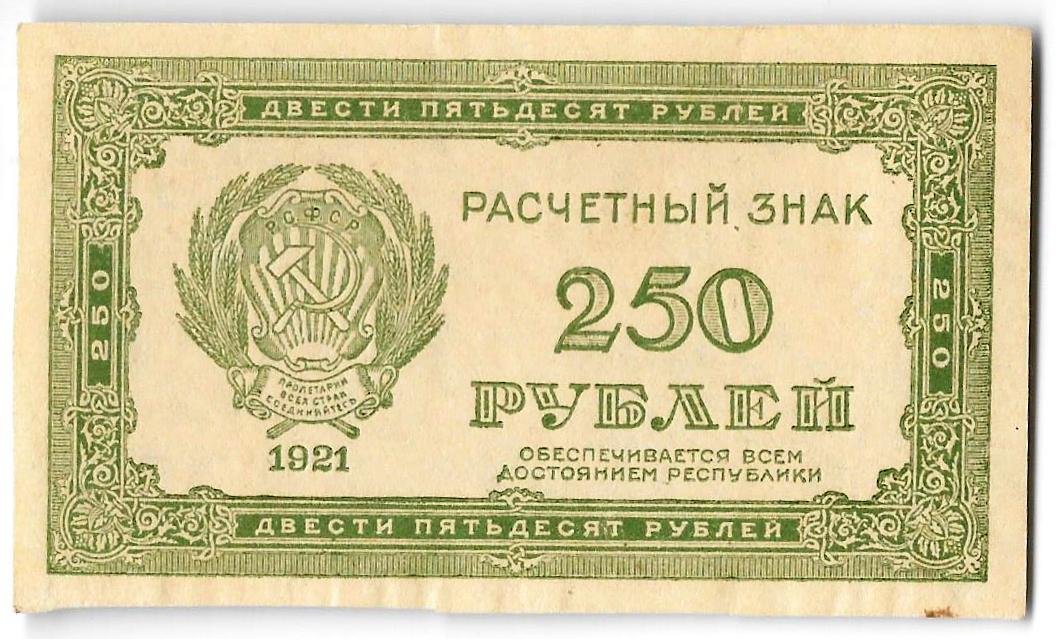 ДВЕСТИ ПЯТЬДЕСЯТ РУБЛЕЙ
РСФСР
РАСЧЕТНЫЙ ЗНАК
250
250
250
РУБЛЕЙ
ПРОЛЕТАРИИ
ВСЕХ СТРАН
СОЕДИНЯЙТЕСЬ
1921
ОБЕСПЕЧИВАЕТСЯ ВСЕМ
ДОСТОЯНИЕМ РЕСПУБЛИКИ
ДВЕСТИ ПЯТЬДЕСЯТ РУБЛЕЙ